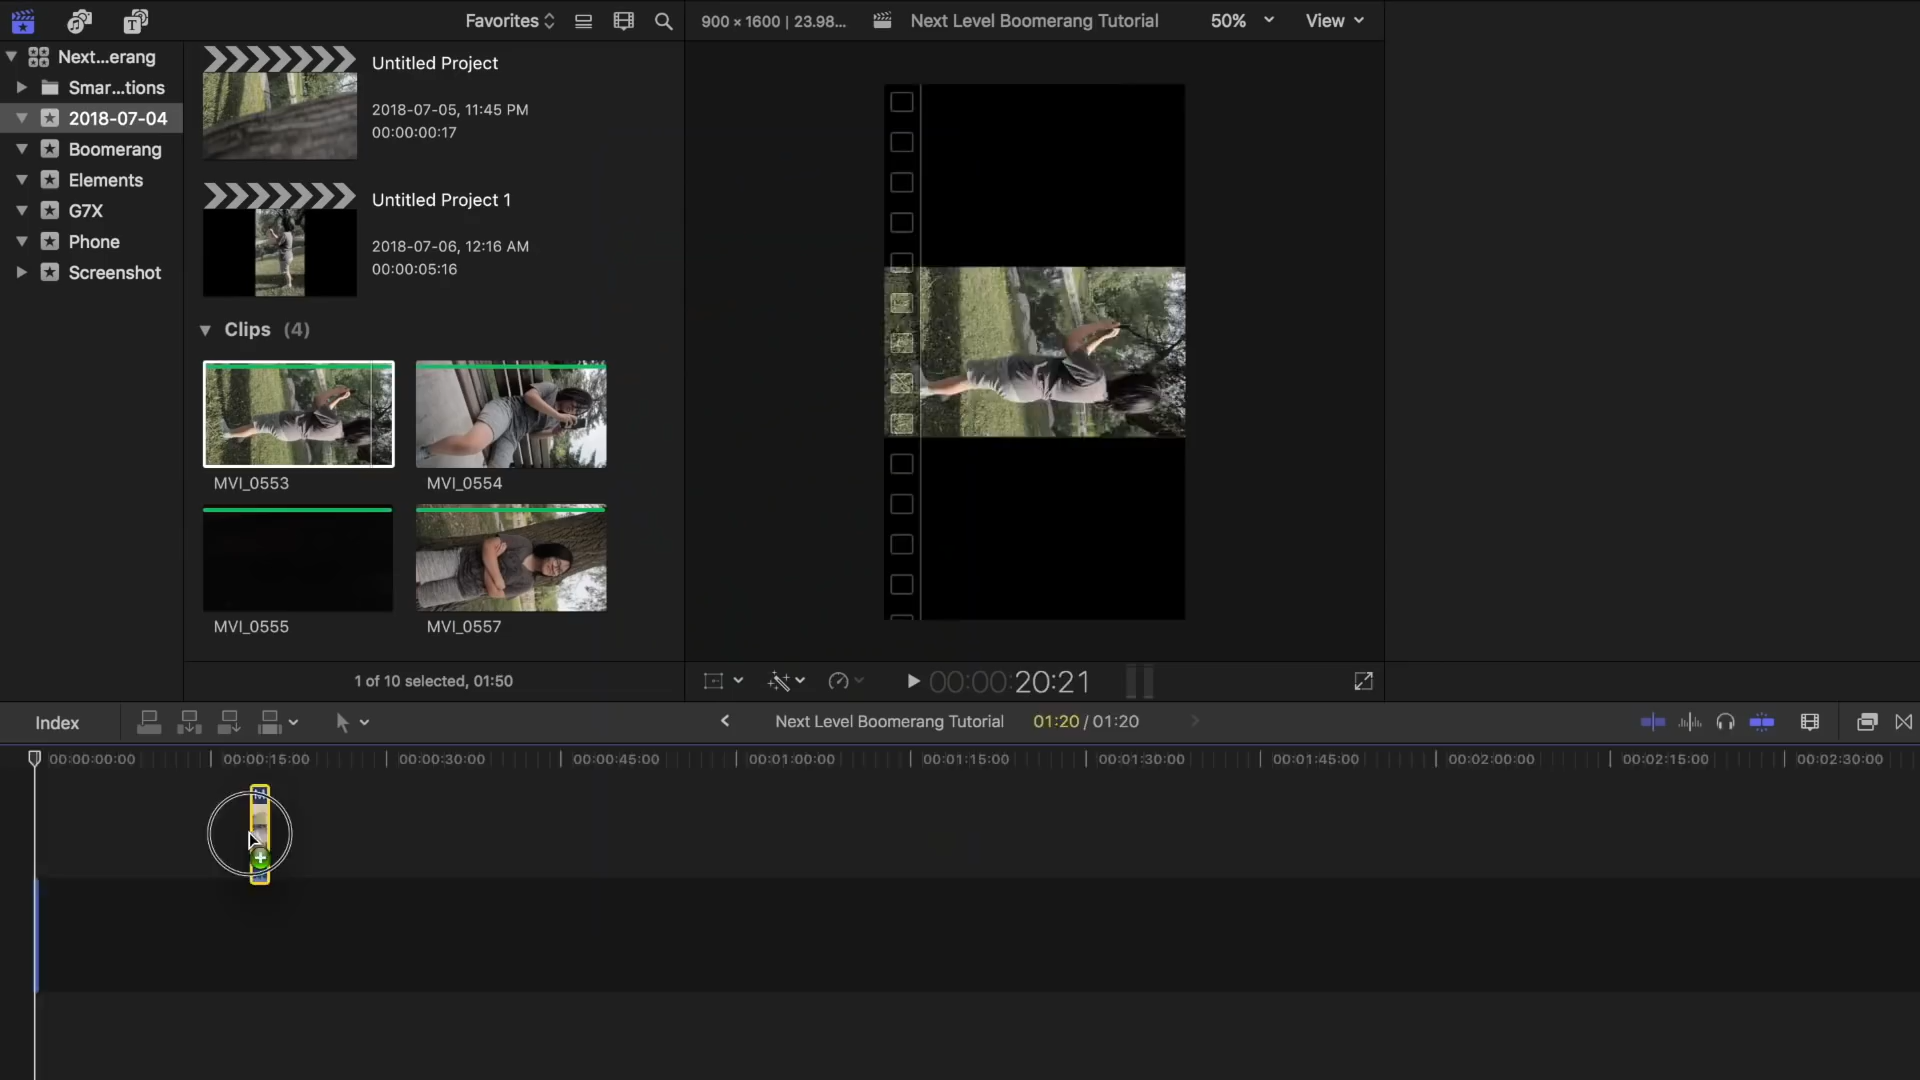 Favorites
900 × 1600 | 23.98...
Next Level Boomerang Tutorial
50%
View
Next...erang
Smar...tions
2018-07-04
Boomerang
Elements
G7X
Phone
Screenshot
Untitled Project
2018-07-05, 11:45 PM
00:00:00:17
Untitled Project 1
2018-07-06, 12:16 AM
00:00:05:16
Clips (4)
MVI_0553
MVI_0554
MVI_0555
MVI_0557
1 of 10 selected, 01:50
00:00:20:21
Index
Next Level Boomerang Tutorial
01:20 / 01:20
00:00:00:00
00:00:15:00
00:00:30:00
00:00:45:00
00:01:00:00
00:01:15:00
00:01:30:00
00:01:45:00
00:02:00:00
00:02:15:00
00:02:30:00